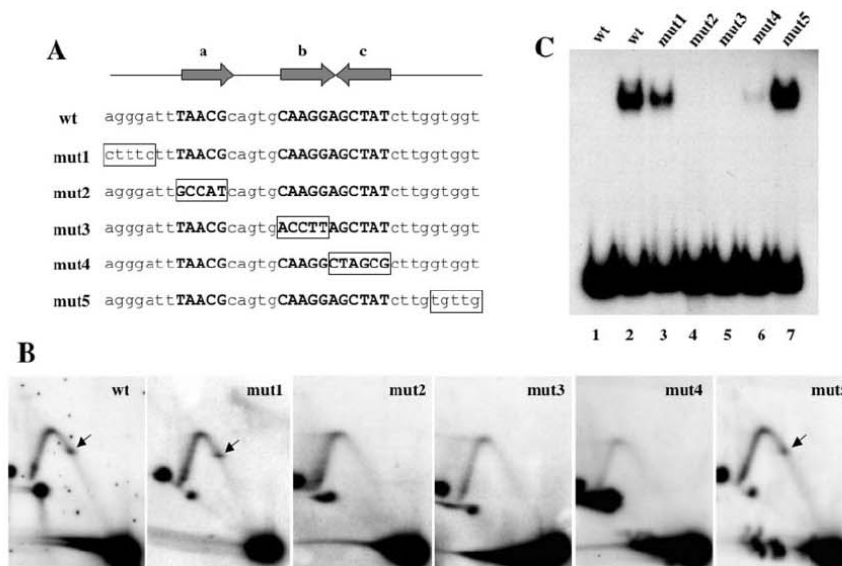 A
a b c
wt agggattTAACGcagtgCAAGGAGCTATcttggtggt
mut1 ctttcttTAACGcagtgCAAGGAGCTATcttggtggt
mut2 agggattGCCATcagtgCAAGGAGCTATcttggtggt
mut3 agggattTAACGcagtgACCTTAGCTATcttggtggt
mut4 agggattTAACGcagtgCAAGGCTAGCGcttggtggt
mut5 agggattTAACGcagtgCAAGGAGCTATcttgtgttg
C
wt wt mut1 mut2 mut3 mut4 mut5
1 2 3 4 5 6 7
B
wt mut1 mut2 mut3 mut4 mut5